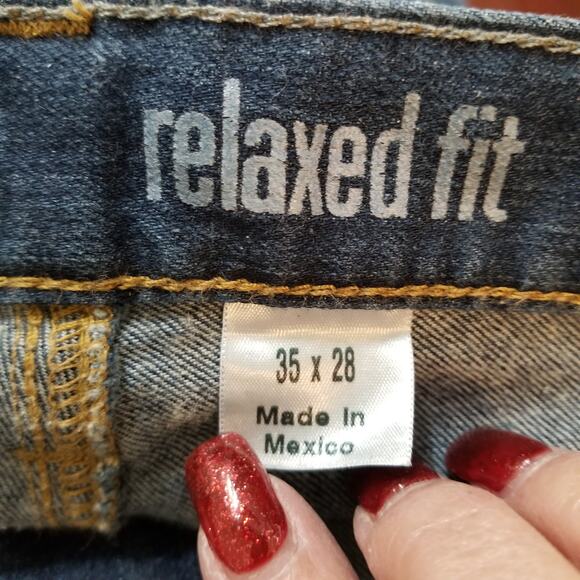 relaxed fit
35 x 28
Made In
Mexico